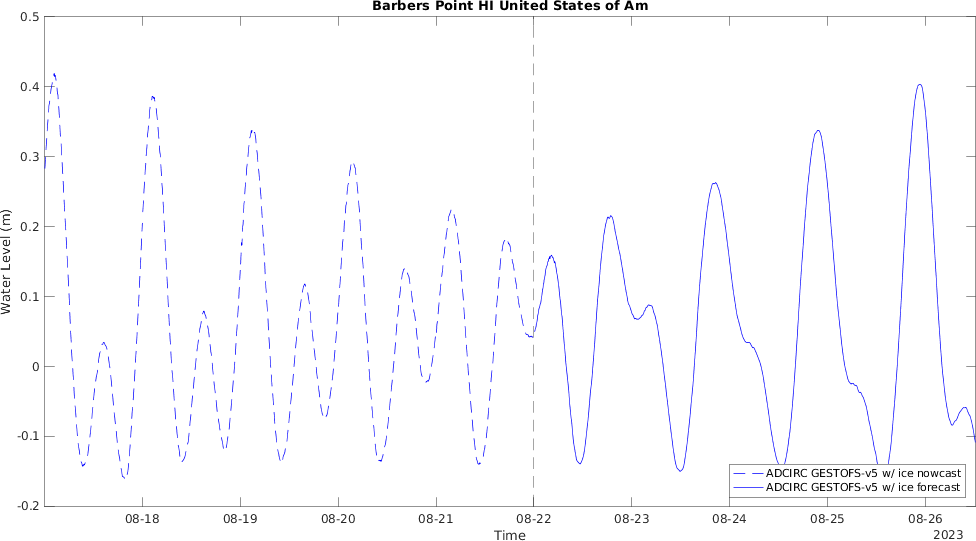 Barbers Point HI United States of Am
0.5
0.4
0.3
0.2
0.1
0
-0.1
-0.2
Water Level (m)
08-18 08-19 08-20 08-21 08-22 08-23 08-24 08-25 08-26
Time
2023
ADCIRC GESTOFS-v5 w/ ice nowcast
ADCIRC GESTOFS-v5 w/ ice forecast